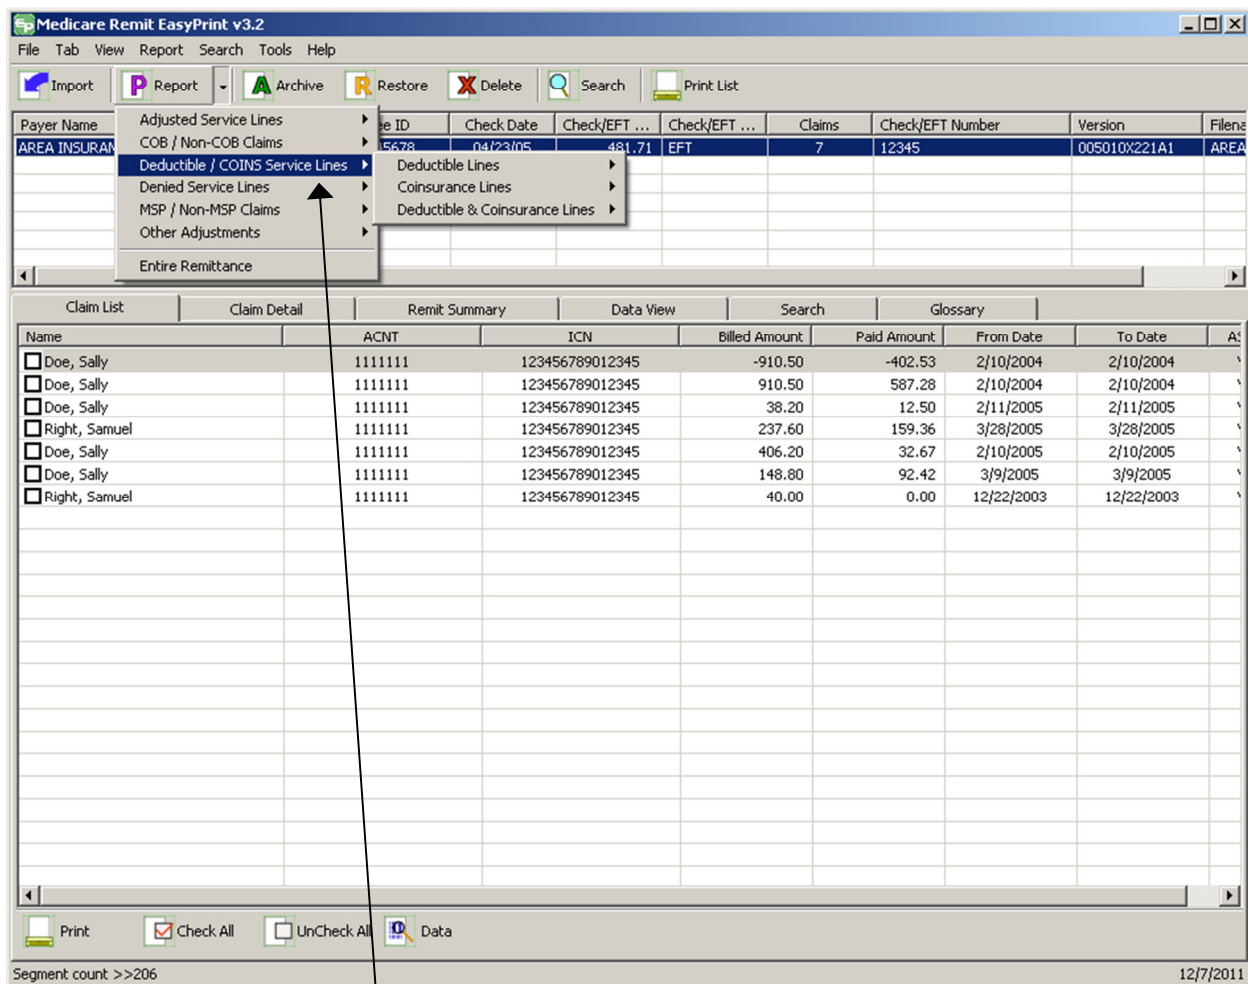 Medicare Remit EasyPrint v3.2
File Tab View Report Search Tools Help
Import Report Archive Restore Delete Search Print List
Payer Name ee ID Check Date Check/EFT ... Check/EFT ... Claims Check/EFT Number Version Filena
AREA INSURAN 45678 04/23/05 481.71 EFT 7 12345 005010X221A1 AREA
Adjusted Service Lines
COB / Non-COB Claims
Deductible / COINS Service Lines
Denied Service Lines
MSP / Non-MSP Claims
Other Adjustments
Entire Remittance
Deductible Lines
Coinsurance Lines
Deductible & Coinsurance Lines
Claim List Claim Detail Remit Summary Data View Search Glossary
Name ACNT ICN Billed Amount Paid Amount From Date To Date AS
Doe, Sally 1111111 123456789012345 -910.50 -402.53 2/10/2004 2/10/2004
Doe, Sally 1111111 123456789012345 910.50 587.28 2/10/2004 2/10/2004
Doe, Sally 1111111 123456789012345 38.20 12.50 2/11/2005 2/11/2005
Right, Samuel 1111111 123456789012345 237.60 159.36 3/28/2005 3/28/2005
Doe, Sally 1111111 123456789012345 406.20 32.67 2/10/2005 2/10/2005
Doe, Sally 1111111 123456789012345 148.80 92.42 3/9/2005 3/9/2005
Right, Samuel 1111111 123456789012345 40.00 0.00 12/22/2003 12/22/2003
Print Check All UnCheck All Data
Segment count >>206 12/7/2011